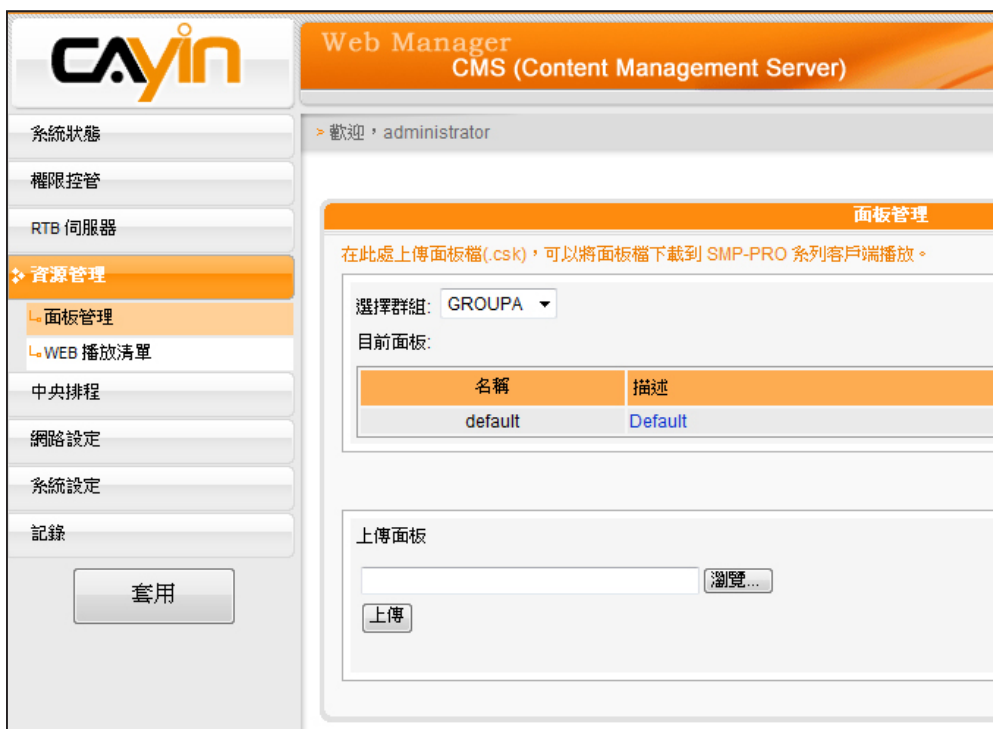 CAYIN
Web Manager
CMS (Content Management Server)
系統狀態
權限控管
RTB 伺服器
資源管理
面板管理
WEB 播放清單
中央排程
網路設定
系統設定
記錄
套用
> 歡迎，administrator
面板管理
在此處上傳面板檔(.csk)，可以將面板檔下載到 SMP-PRO 系列客戶端播放。
選擇群組: GROUPA
目前面板:
名稱 描述
default Default
上傳面板
瀏覽...
上傳